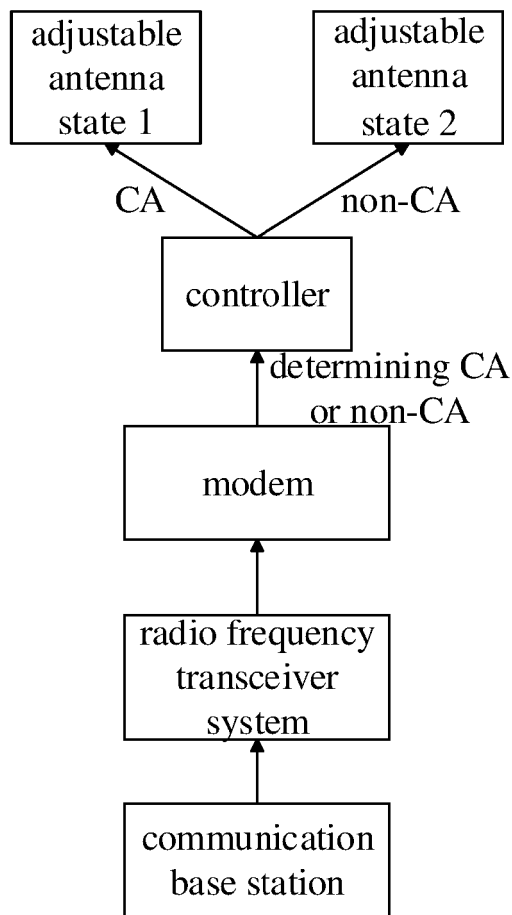 adjustable
antenna
state 1
adjustable
antenna
state 2
CA
non-CA
controller
determining CA
or non-CA
modem
radio frequency
transceiver
system
communication
base station